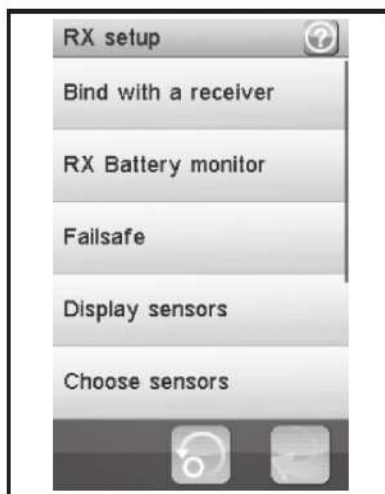 RX setup
?
Bind with a receiver
RX Battery monitor
Failsafe
Display sensors
Choose sensors